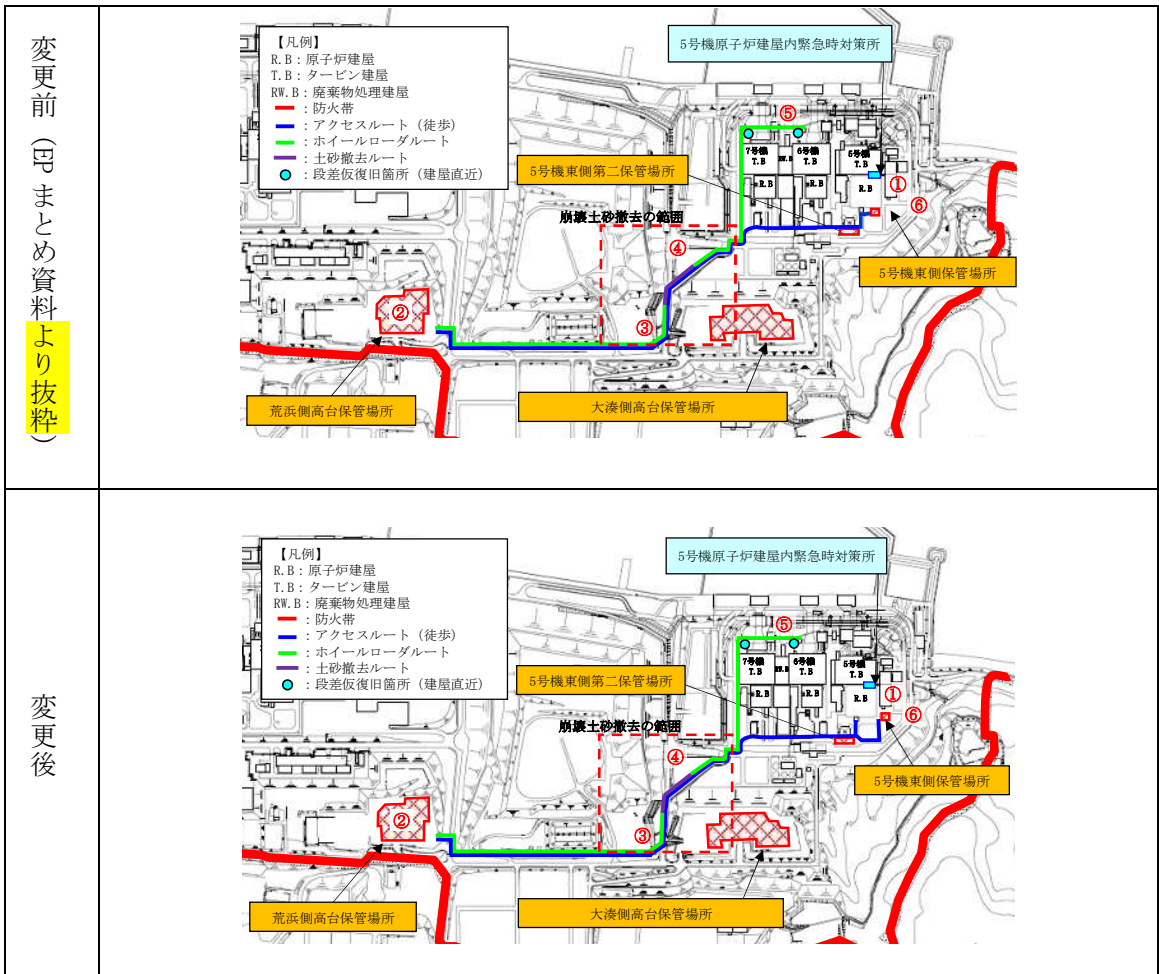 変更前（EPまとめ資料より抜粋）
【凡例】
R.B：原子炉建屋
T.B：タービン建屋
RW.B：廃棄物処理建屋
：防火帯
：アクセスルート（徒歩）
：ホイールローダルート
：土砂撤去ルート
：段差仮復旧箇所（建屋直近）
5号機原子炉建屋内緊急時対策所
⑤
7号機
T.B
6号機
T.B
5号機
T.B
R.B
R.B
R.B
①
⑥
5号機東側第二保管場所
崩壊土砂撤去の範囲
④
5号機東側保管場所
②
③
荒浜側高台保管場所
大湊側高台保管場所
変更後
【凡例】
R.B：原子炉建屋
T.B：タービン建屋
RW.B：廃棄物処理建屋
：防火帯
：アクセスルート（徒歩）
：ホイールローダルート
：土砂撤去ルート
：段差仮復旧箇所（建屋直近）
5号機原子炉建屋内緊急時対策所
⑤
7号機
T.B
6号機
T.B
5号機
T.B
R.B
R.B
R.B
①
⑥
5号機東側第二保管場所
崩壊土砂撤去の範囲
④
5号機東側保管場所
②
③
荒浜側高台保管場所
大湊側高台保管場所